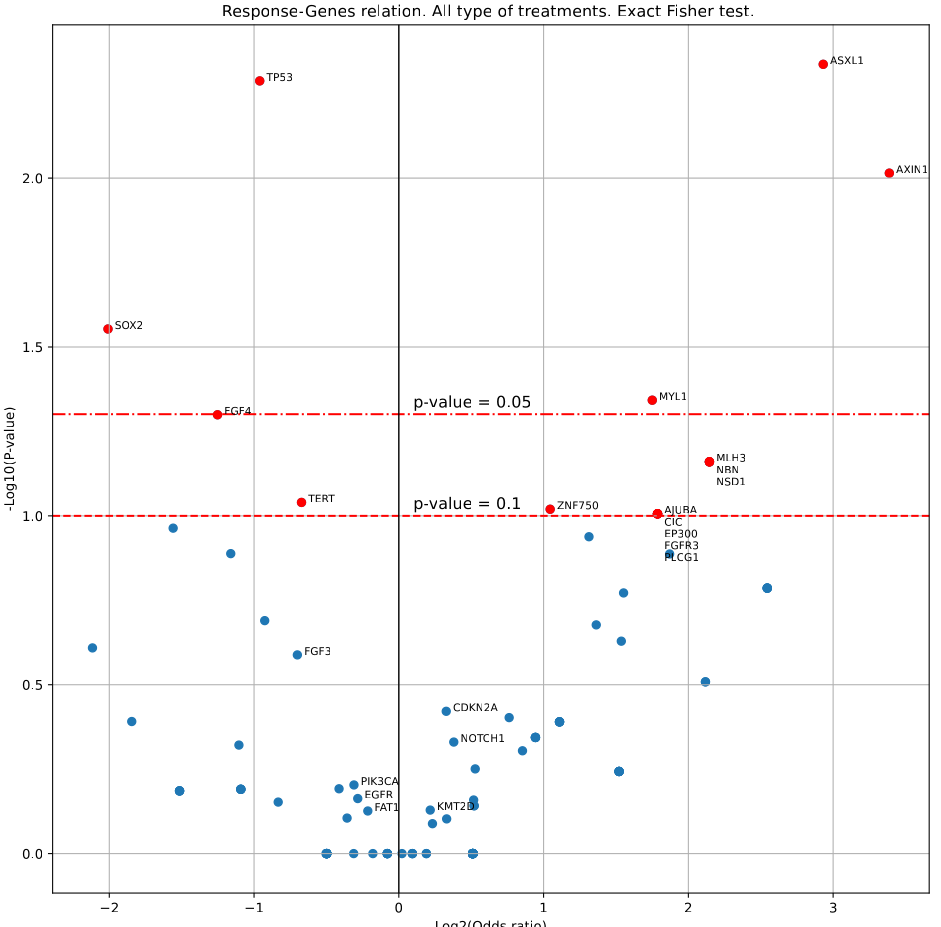 Response-Genes relation. All type of treatments. Exact Fisher test.
ASXL1
TP53
AXIN1
2.0
SOX2
1.5
MYL1
p-value = 0.05
FGF4
MLH3
NBN
NSD1
TERT
p-value = 0.1
ZNF750
1.0
AJUBA
CIC
EP300
FGFR3
PLCG1
-Log10(P-value)
FGF3
0.5
CDKN2A
NOTCH1
PIK3CA
EGFR
FAT1
KMT2D
0.0
−2
−1
0
1
2
3
Log2(Odds ratio)